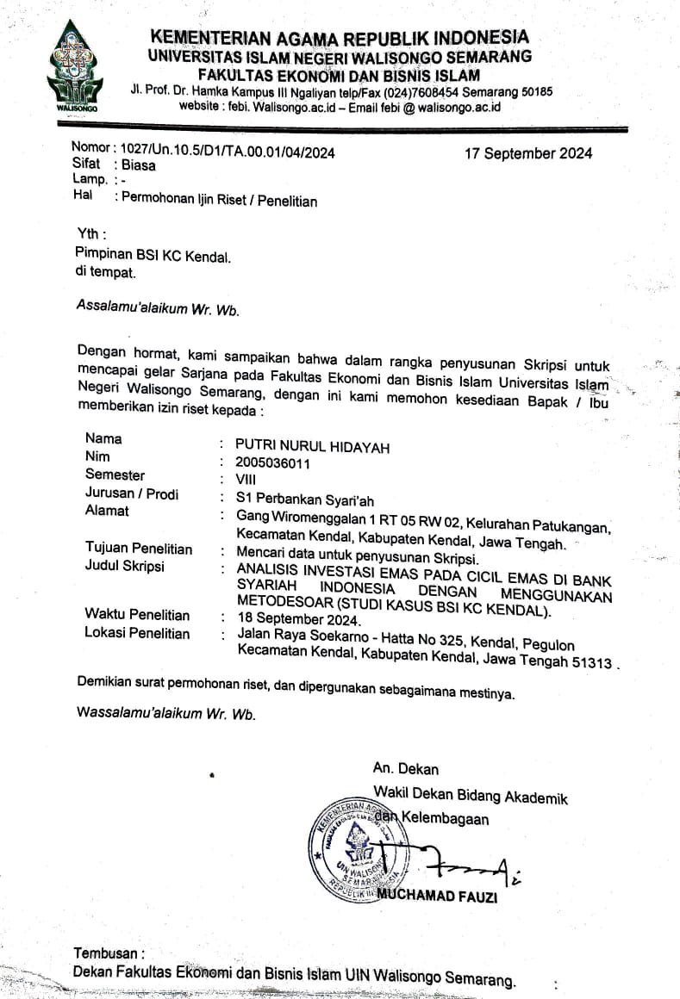 WALISONGO
KEMENTERIAN AGAMA REPUBLIK INDONESIA
UNIVERSITAS ISLAM NEGERI WALISONGO SEMARANG
FAKULTAS EKONOMI DAN BISNIS ISLAM
Jl. Prof. Dr. Hamka Kampus III Ngaliyan telp/Fax (024)7608454 Semarang 50185
website : febi. Walisongo.ac.id – Email febi @ walisongo.ac.id
Nomor : 1027/Un.10.5/D1/TA.00.01/04/2024 17 September 2024
Sifat : Biasa
Lamp. : -
Hal : Permohonan Ijin Riset / Penelitian
Yth :
Pimpinan BSI KC Kendal.
di tempat.
Assalamu'alaikum Wr. Wb.
Dengan hormat, kami sampaikan bahwa dalam rangka penyusunan Skripsi untuk
mencapai gelar Sarjana pada Fakultas Ekonomi dan Bisnis Islam Universitas Islam
Negeri Walisongo Semarang, dengan ini kami memohon kesediaan Bapak / Ibu
memberikan izin riset kepada :
Nama : PUTRI NURUL HIDAYAH
Nim : 2005036011
Semester : VIII
Jurusan / Prodi : S1 Perbankan Syari'ah
Alamat : Gang Wiromenggalan 1 RT 05 RW 02, Kelurahan Patukangan,
Kecamatan Kendal, Kabupaten Kendal, Jawa Tengah.
Tujuan Penelitian : Mencari data untuk penyusunan Skripsi.
Judul Skripsi : ANALISIS INVESTASI EMAS PADA CICIL EMAS DI BANK
SYARIAH INDONESIA DENGAN MENGGUNAKAN
METODESOAR (STUDI KASUS BSI KC KENDAL).
Waktu Penelitian : 18 September 2024.
Lokasi Penelitian : Jalan Raya Soekarno - Hatta No 325, Kendal, Pegulon
Kecamatan Kendal, Kabupaten Kendal, Jawa Tengah 51313 .
Demikian surat permohonan riset, dan dipergunakan sebagaimana mestinya.
Wassalamu'alaikum Wr. Wb.
An. Dekan
Wakil Dekan Bidang Akademik
dan Kelembagaan
KEMENTERIAN AGAMA
UIN WALISONGO
SEMARANG
REPUBLIK INDONESIA
MUCHAMAD FAUZI
Tembusan :
Dekan Fakultas Ekonomi dan Bisnis Islam UIN Walisongo Semarang. :